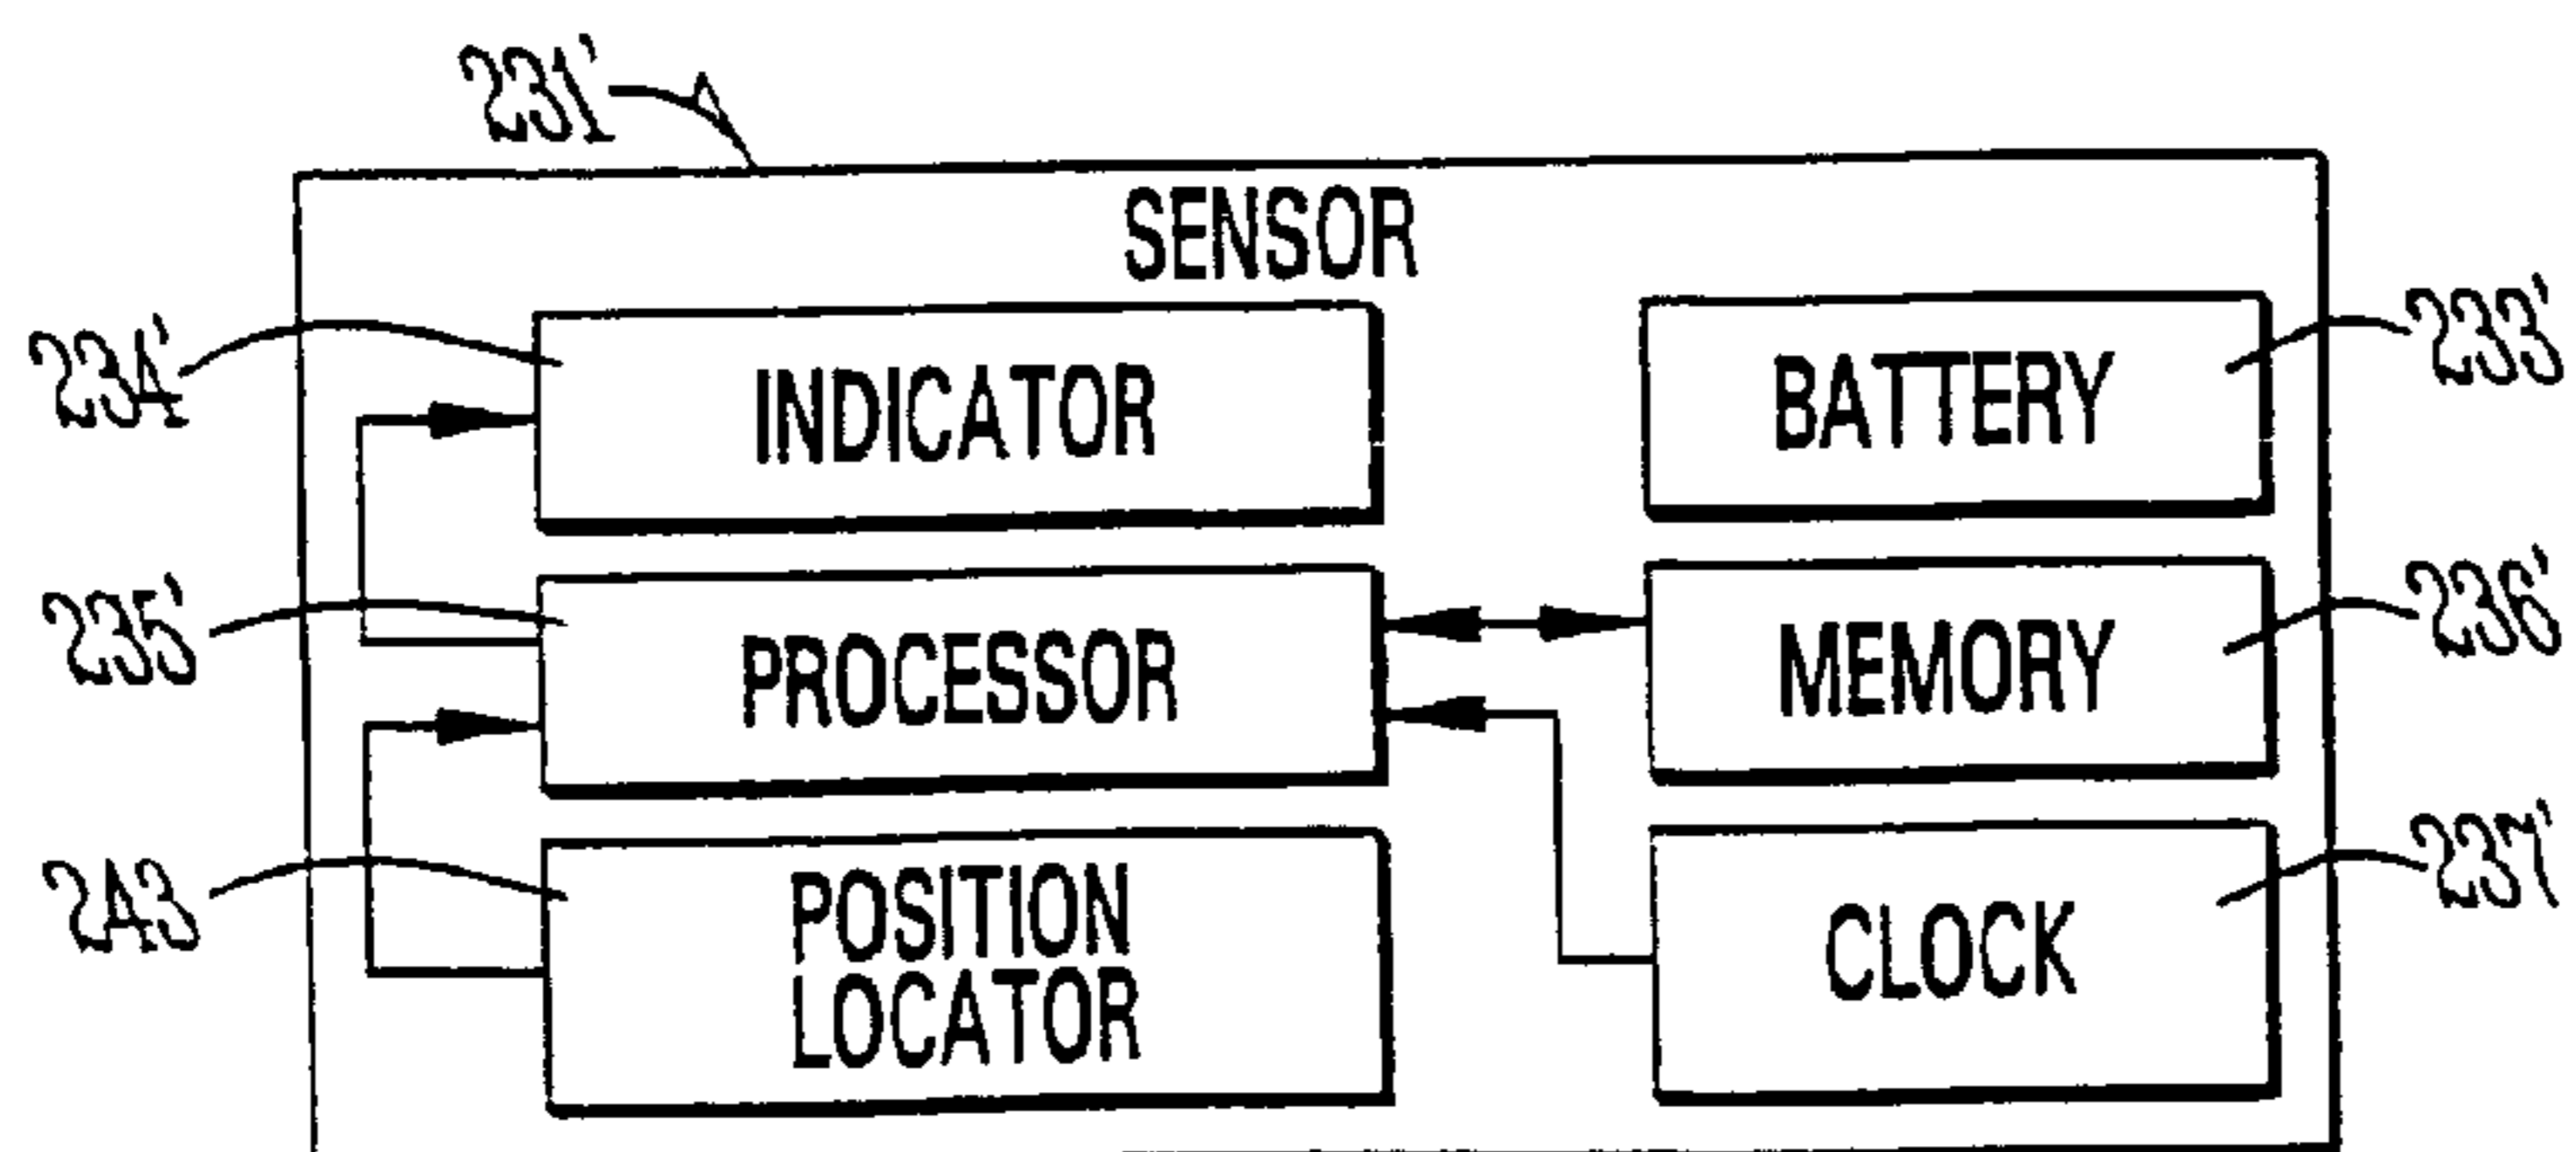 231'
SENSOR
234'
INDICATOR
BATTERY
233'
235'
PROCESSOR
MEMORY
236'
243
POSITION
LOCATOR
CLOCK
237'